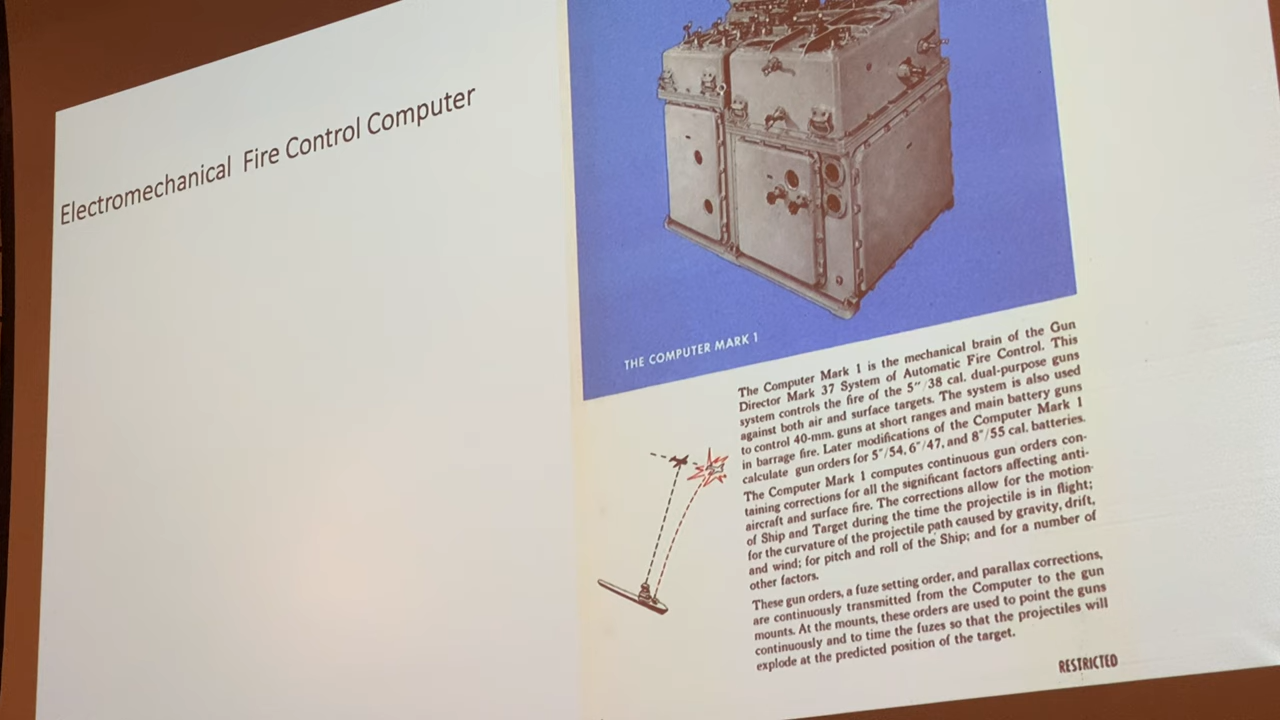 Electromechanical Fire Control Computer
THE COMPUTER MARK 1
The Computer Mark 1 is the mechanical brain of the Gun
Director Mark 37 System of Automatic Fire Control. This
system controls the fire of the 5"/38 cal. dual-purpose guns
against both air and surface targets. The system is also used
to control 40-mm. guns at short ranges and main battery guns
in barrage fire. Later modifications of the Computer Mark 1
calculate gun orders for 5"/54, 6"/47, and 8"/55 cal. batteries.
The Computer Mark 1 computes continuous gun orders con-
taining corrections for all the significant factors affecting anti-
aircraft and surface fire. The corrections allow for the motion
of Ship and Target during the time the projectile is in flight;
for the curvature of the projectile path caused by gravity, drift,
and wind; for pitch and roll of the Ship; and for a number of
other factors.
These gun orders, a fuze setting order, and parallax corrections,
are continuously transmitted from the Computer to the gun
mounts. At the mounts, these orders are used to point the guns
continuously and to time the fuzes so that the projectiles will
explode at the predicted position of the target.
RESTRICTED